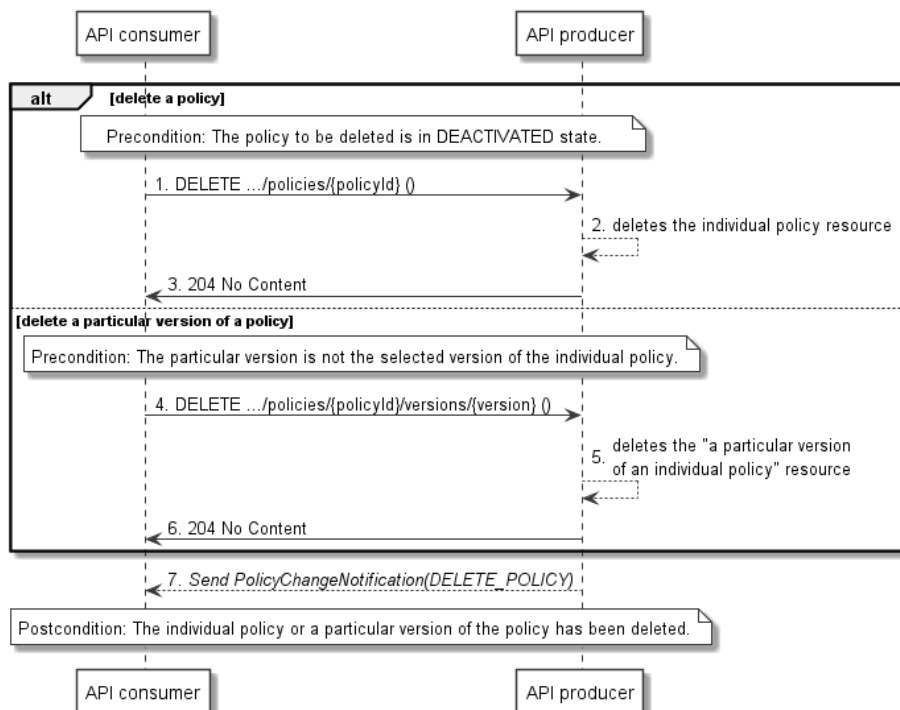 API consumer
API producer
alt
[delete a policy]
Precondition: The policy to be deleted is in DEACTIVATED state.
1. DELETE .../policies/{policyId} ()
2. deletes the individual policy resource
3. 204 No Content
[delete a particular version of a policy]
Precondition: The particular version is not the selected version of the individual policy.
4. DELETE .../policies/{policyId}/versions/{version} ()
5. deletes the "a particular version
of an individual policy" resource
6. 204 No Content
7. Send PolicyChangeNotification(DELETE_POLICY)
Postcondition: The individual policy or a particular version of the policy has been deleted.
API consumer
API producer